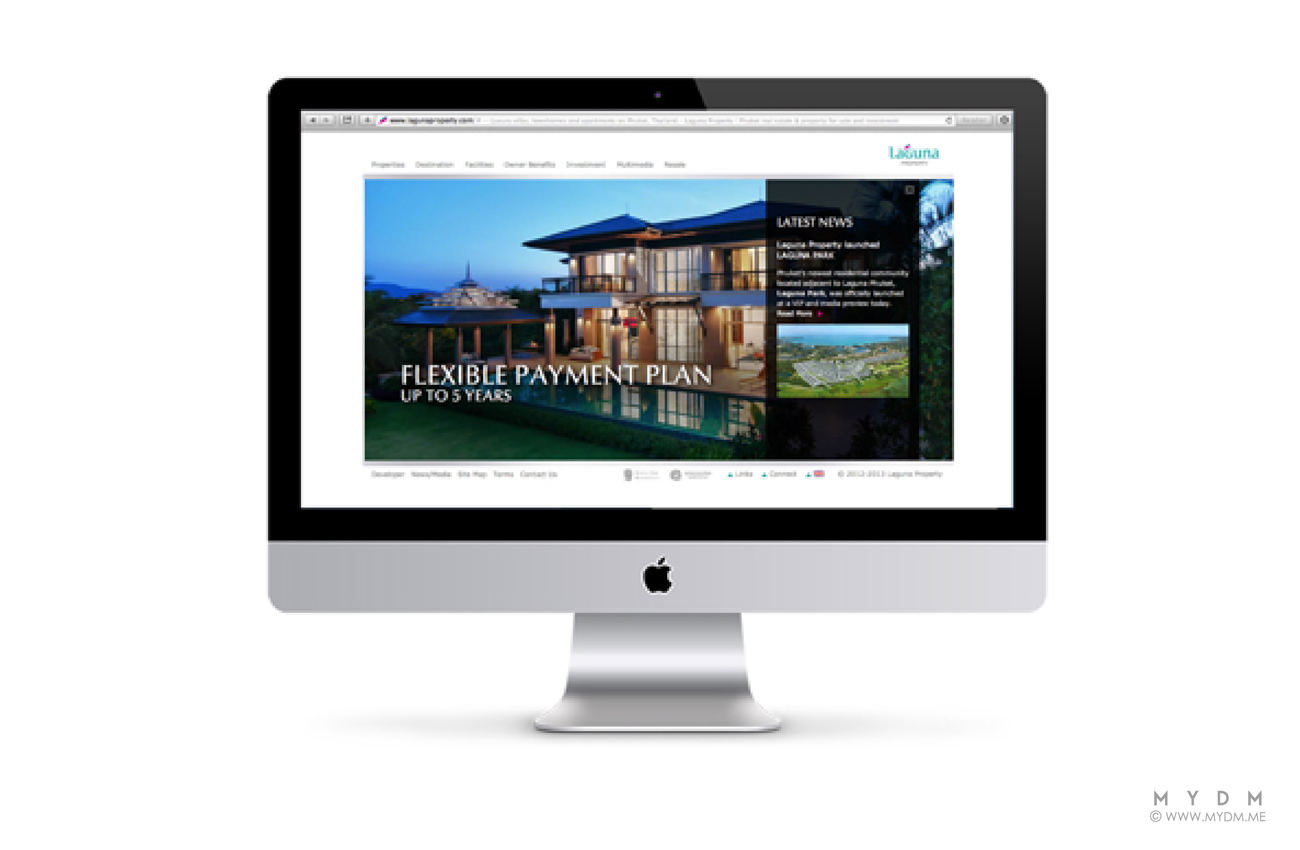 www.lagunaproperty.com
Luxury villas, townhomes and apartments on Phuket, Thailand - Laguna Property | Phuket real estate & property for sale and investment
Reader
Laguna
PROPERTY
Properties Destination Facilities Owner Benefits Investment Multimedia Resale
LATEST NEWS
Laguna Property launched
LAGUNA PARK
Phuket's newest residential community
located adjacent to Laguna Phuket,
Laguna Park, was officially launched
at a VIP and media preview today.
Read More
FLEXIBLE PAYMENT PLAN
UP TO 5 YEARS
Developer News/Media Site Map Terms Contact Us
Links Connect
© 2012-2013 Laguna Property
M Y D M
© WWW.MYDM.ME